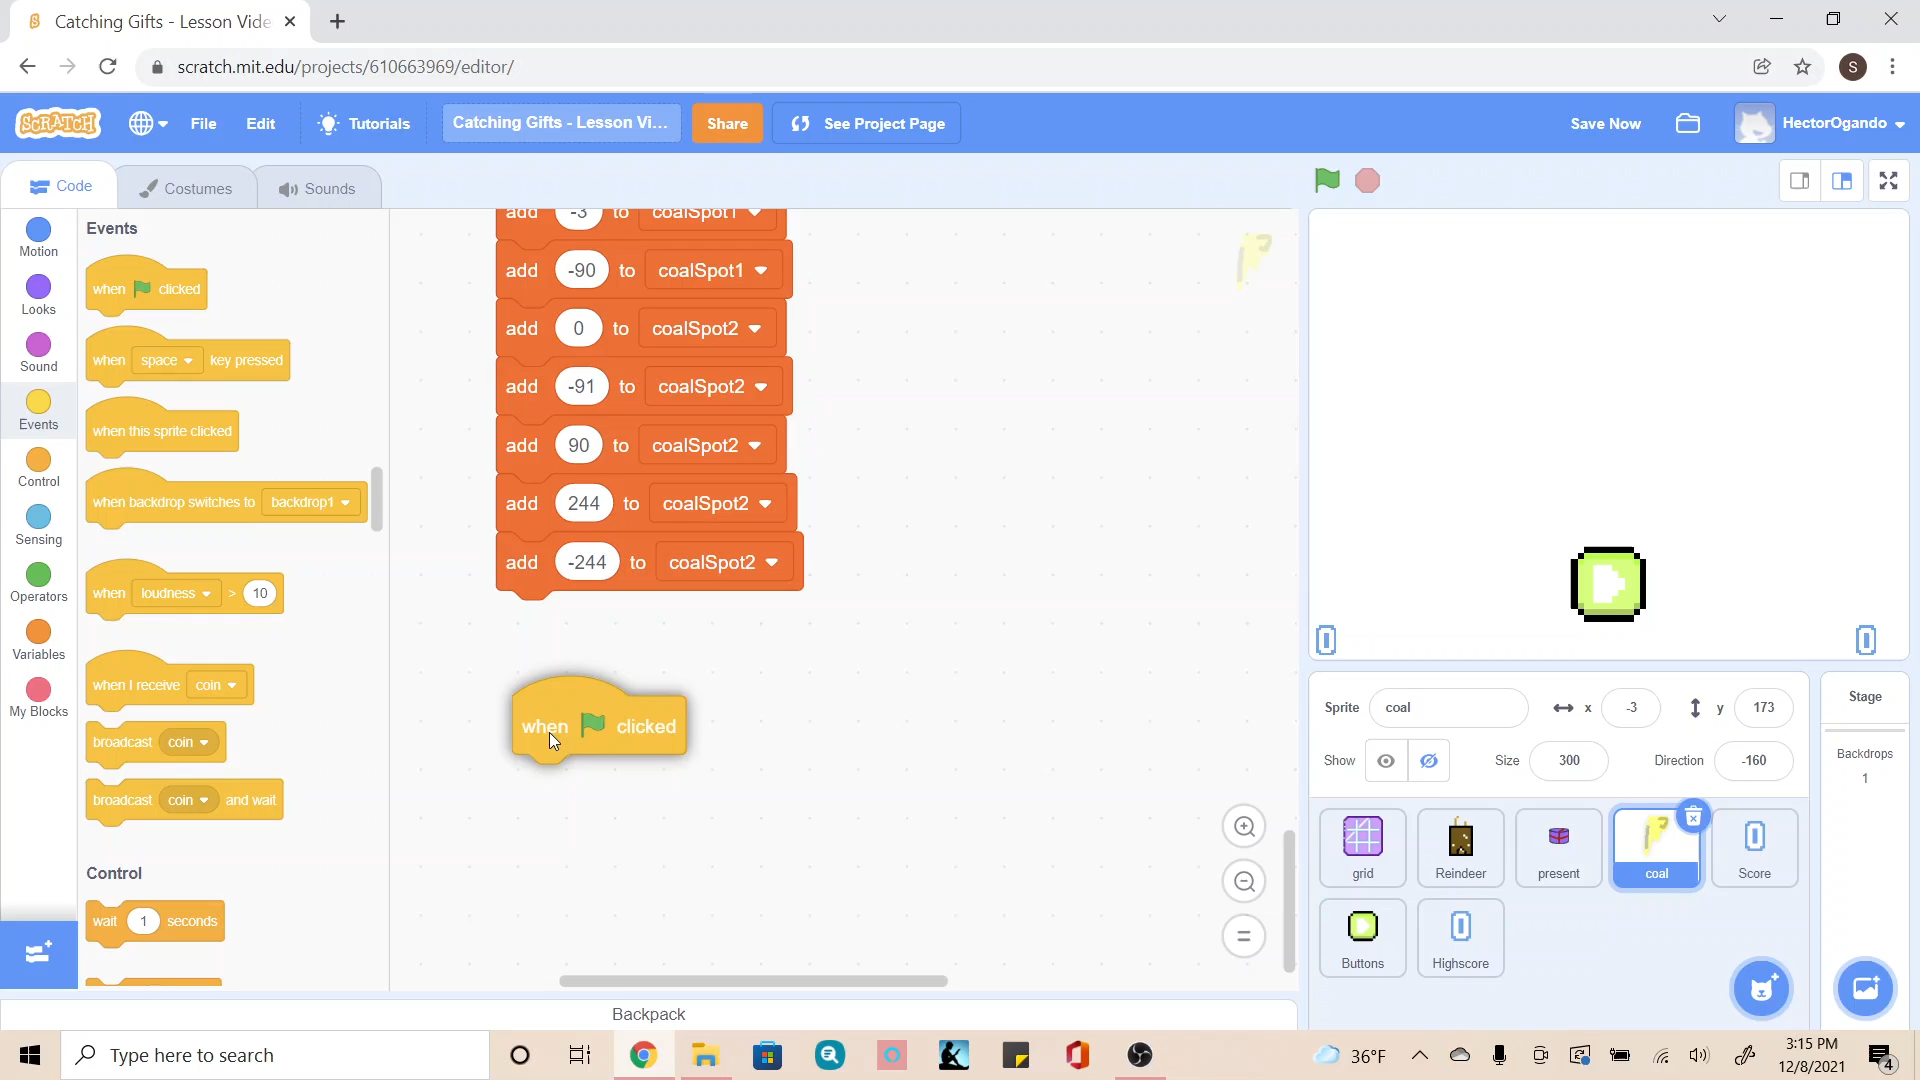 Catching Gifts - Lesson Vide
scratch.mit.edu/projects/610663969/editor/
S
SCRATCH
File
Edit
Tutorials
Catching Gifts - Lesson Vi...
Share
See Project Page
Save Now
HectorOgando
Code
Costumes
Sounds
Motion
Looks
Sound
Events
Control
Sensing
Operators
Variables
My Blocks
Events
when clicked
when space key pressed
when this sprite clicked
when backdrop switches to backdrop1
when loudness > 10
when I receive coin
broadcast coin
broadcast coin and wait
Control
wait 1 seconds
add -3 to coalSpot1
add -90 to coalSpot1
add 0 to coalSpot2
add -91 to coalSpot2
add 90 to coalSpot2
add 244 to coalSpot2
add -244 to coalSpot2
when clicked
Backpack
Sprite coal x -3 y 173
Show Size 300 Direction -160
grid
Reindeer
present
coal
Score
Buttons
Highscore
Stage
Backdrops
1
Type here to search
36°F
3:15 PM
12/8/2021
4